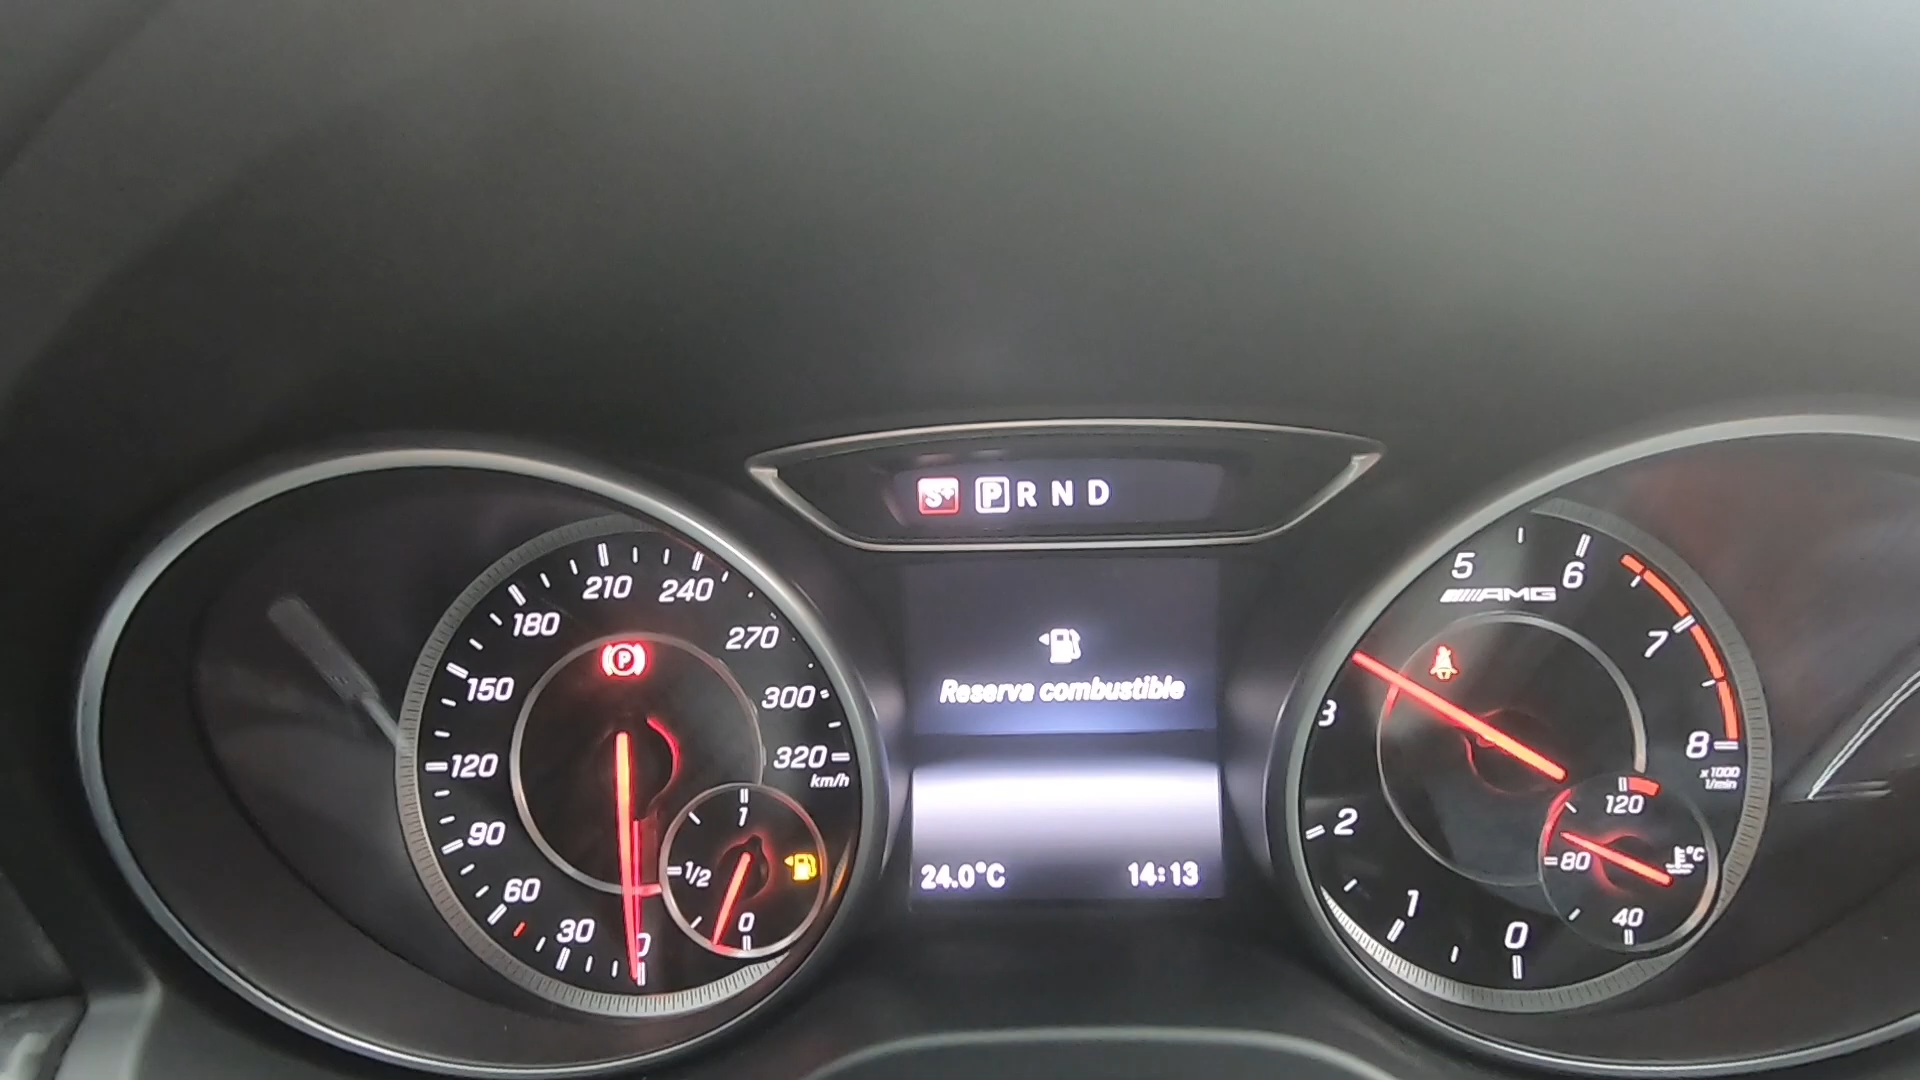 S+ P R N D
Reserva combustible
24.0°C 14:13
0
30
60
90
120
150
180
210
240
270
300
320
km/h
P
1
1/2
0
0
1
2
3
5
6
7
8
x1000
1/min
AMG
120
80
40
°C